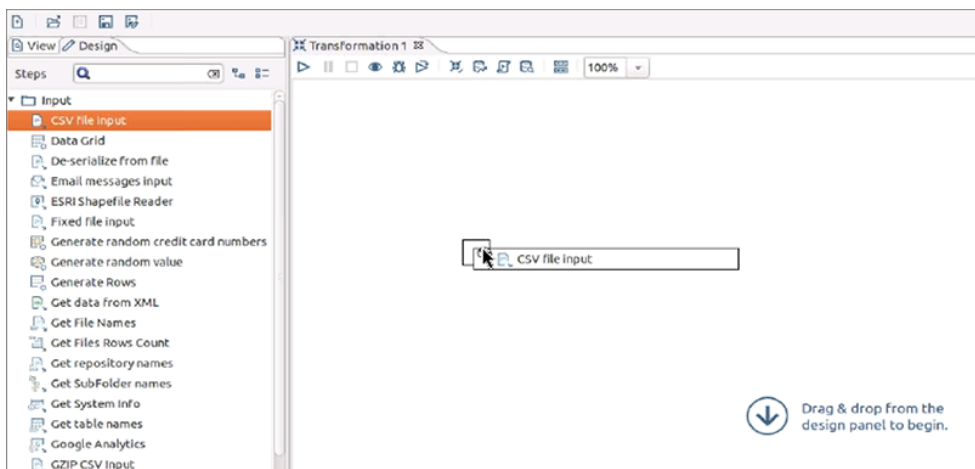 View Design
Transformation 1
Steps
100%
Input
CSV file input
Data Grid
De-serialize from file
Email messages input
ESRI Shapefile Reader
Fixed file input
Generate random credit card numbers
Generate random value
Generate Rows
Get data from XML
Get File Names
Get Files Rows Count
Get repository names
Get SubFolder names
Get System Info
Get table names
Google Analytics
GZIP CSV Input
CSV file input
Drag & drop from the
design panel to begin.